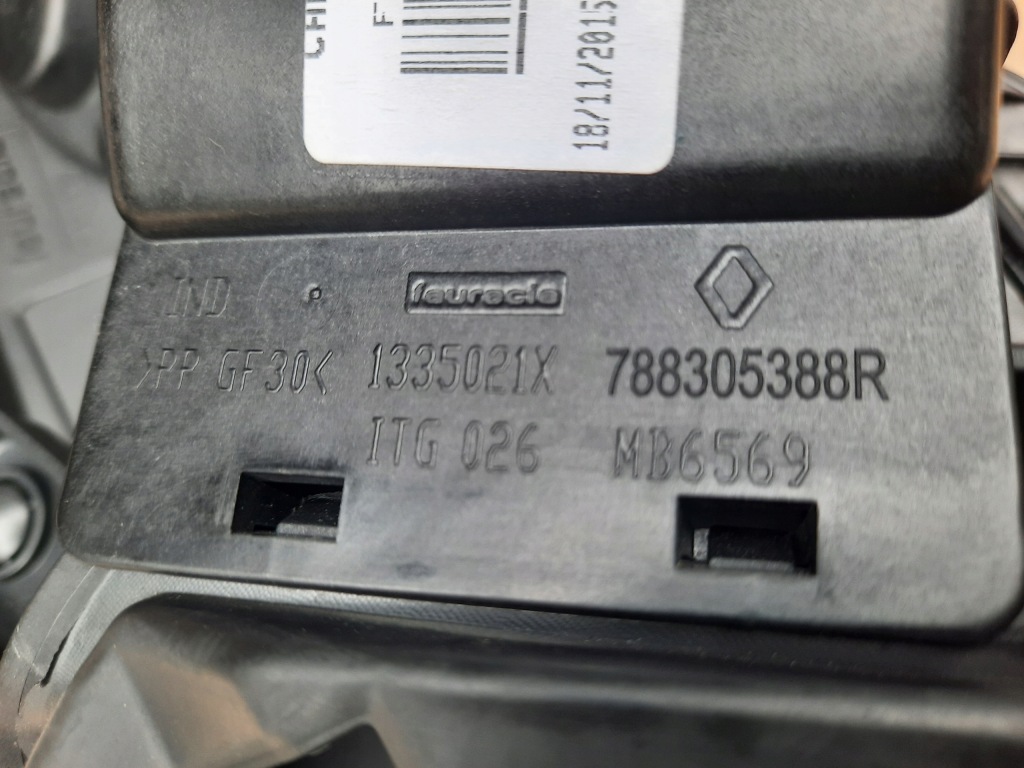 18/11/2015
IND
faurecia
>PP GF30< 1335021X 788305388R
ITG 026 MB6569